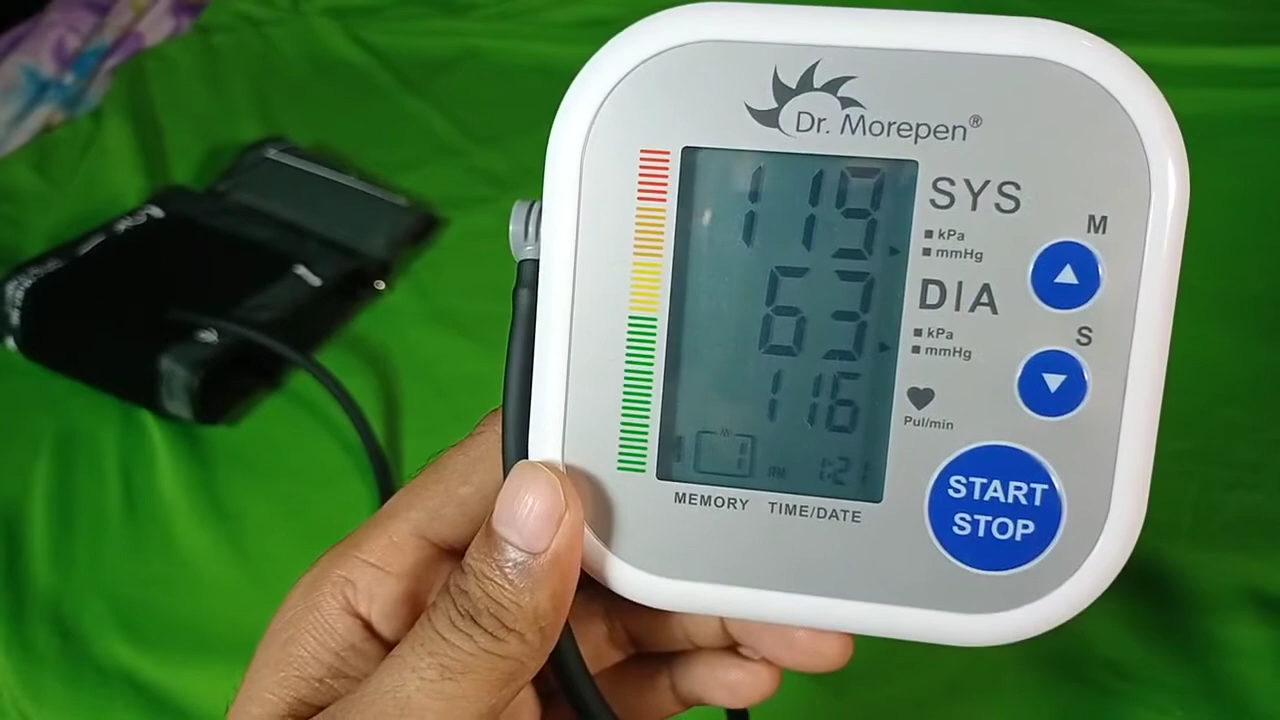 Dr. Morepen®
119
SYS
M
■ kPa
■ mmHg
63
DIA
S
■ kPa
■ mmHg
116
Pul/min
1
1:21
START
STOP
MEMORY TIME/DATE